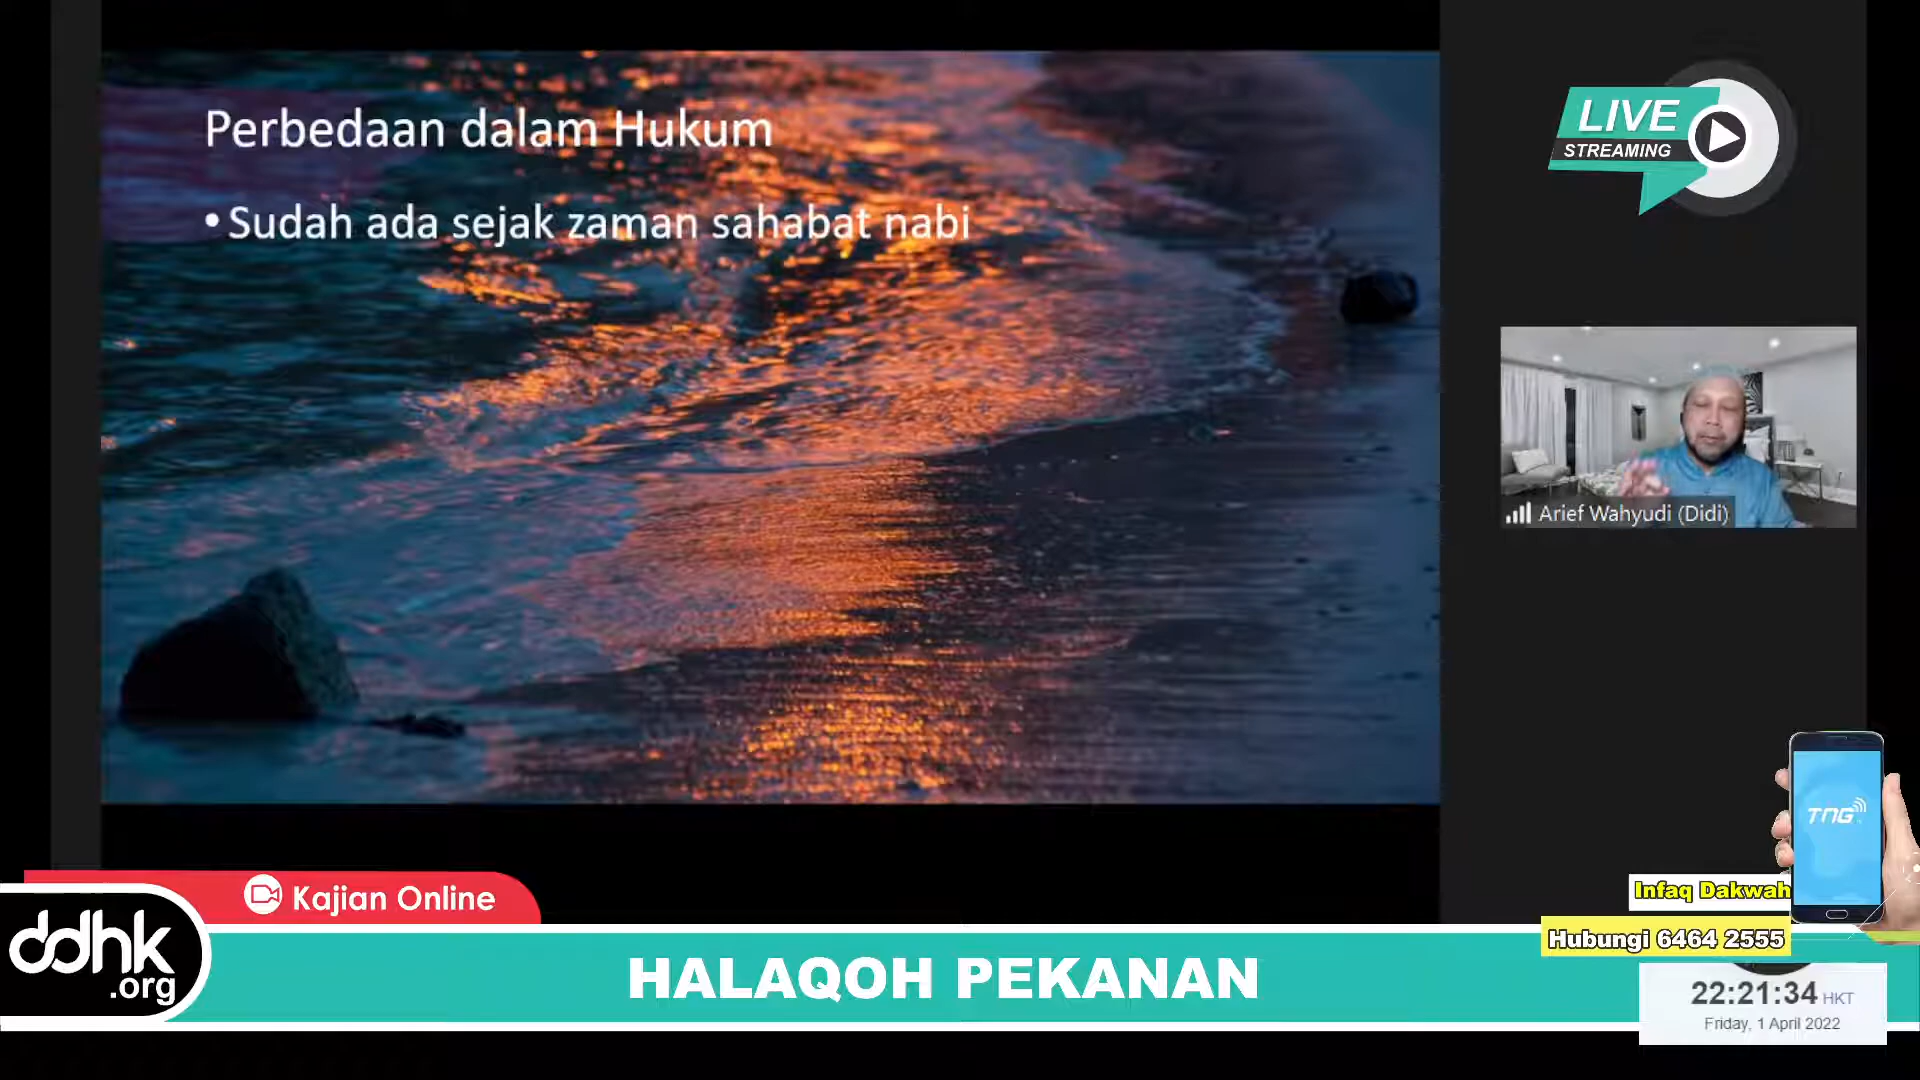 Perbedaan dalam Hukum
• Sudah ada sejak zaman sahabat nabi
LIVE
STREAMING
Arief Wahyudi (Didi)
TNG
Infaq Dakwah
Hubungi 6464 2555
Kajian Online
ddhk
.org
HALAQOH PEKANAN
22:21:34 HKT
Friday, 1 April 2022